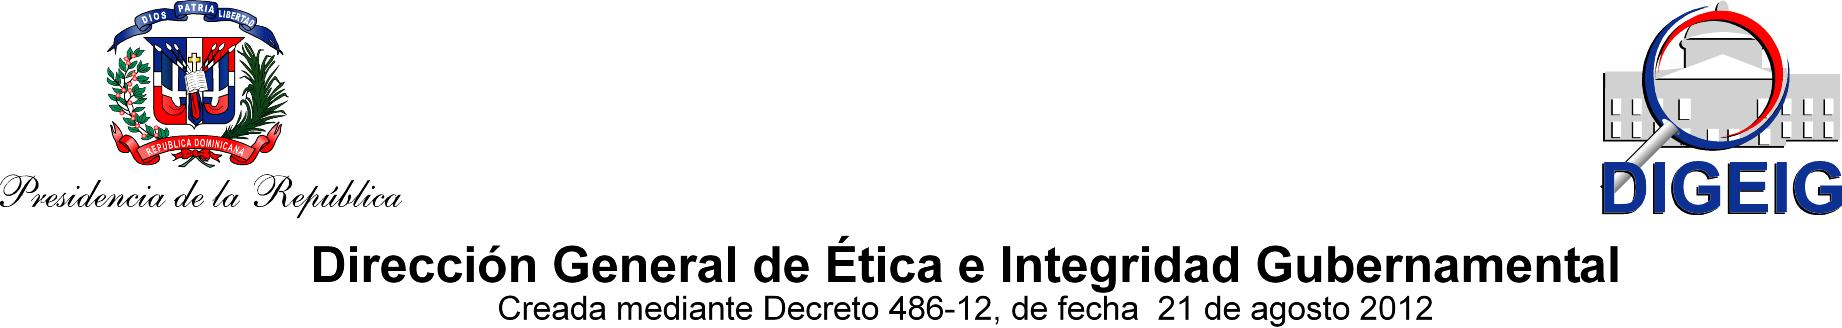 DIOS PATRIA LIBERTAD
REPUBLICA DOMINICANA
Presidencia de la República
DIGEIG
Dirección General de Ética e Integridad Gubernamental
Creada mediante Decreto 486-12, de fecha  21 de agosto 2012